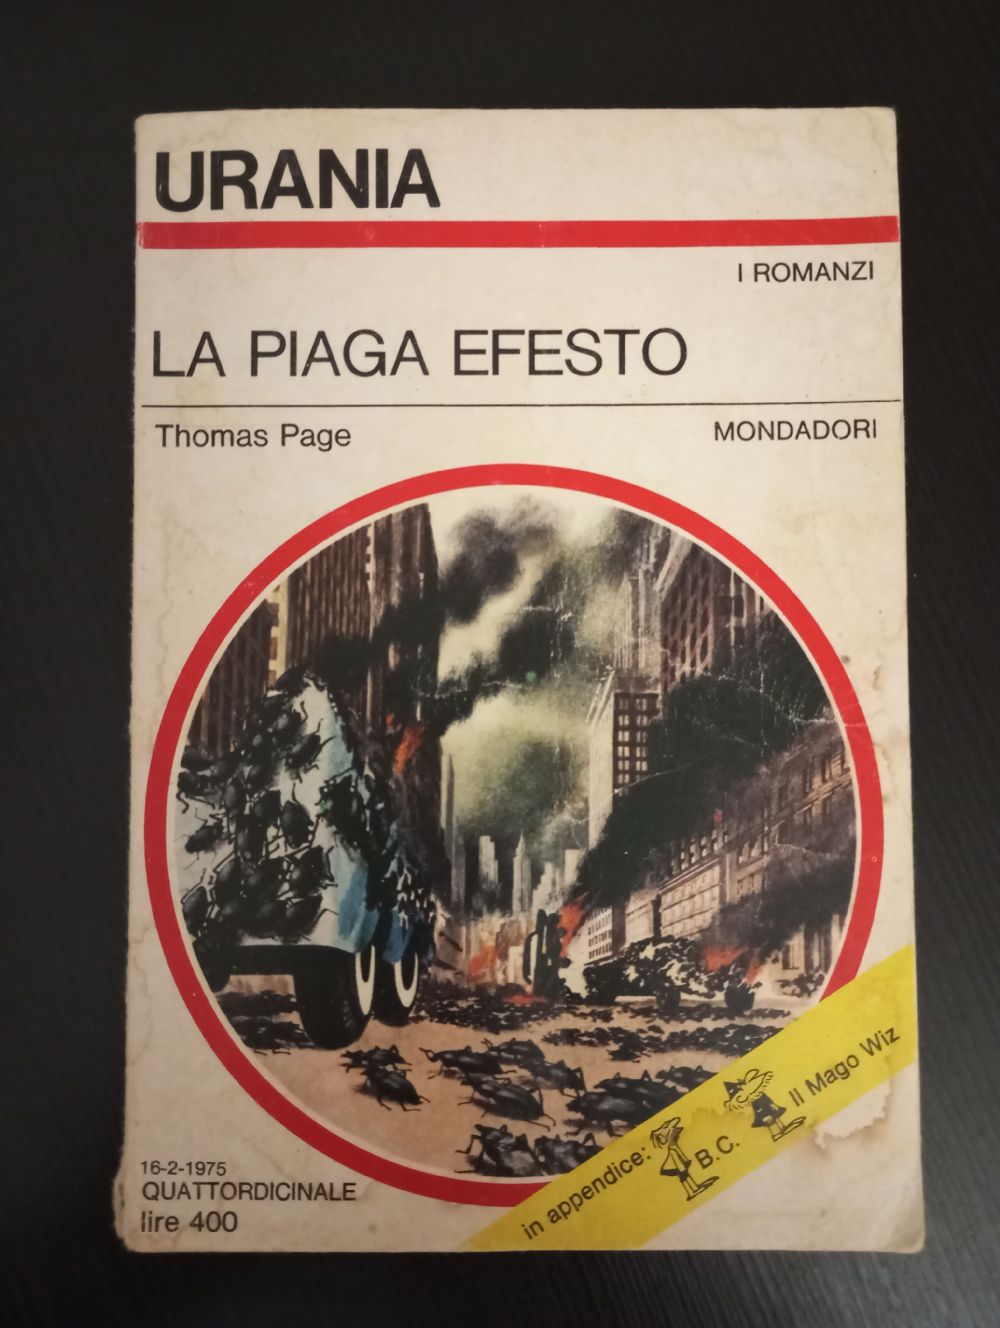 URANIA
I ROMANZI
LA PIAGA EFESTO
Thomas Page
MONDADORI
16-2-1975
QUATTORDICINALE
lire 400
in appendice: B.C. Il Mago Wiz